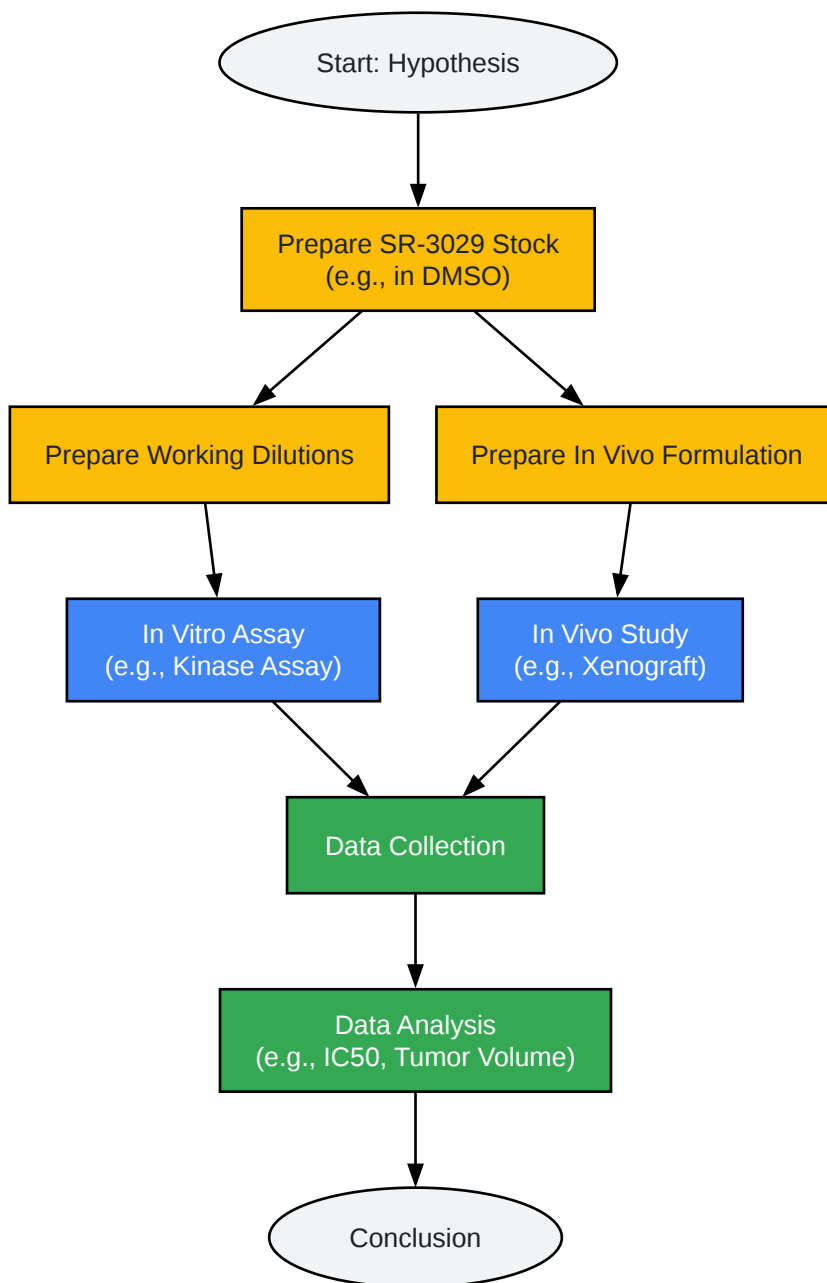 Start: Hypothesis
Prepare SR-3029 Stock
(e.g., in DMSO)
Prepare Working Dilutions
Prepare In Vivo Formulation
In Vitro Assay
(e.g., Kinase Assay)
In Vivo Study
(e.g., Xenograft)
Data Collection
Data Analysis
(e.g., IC50, Tumor Volume)
Conclusion